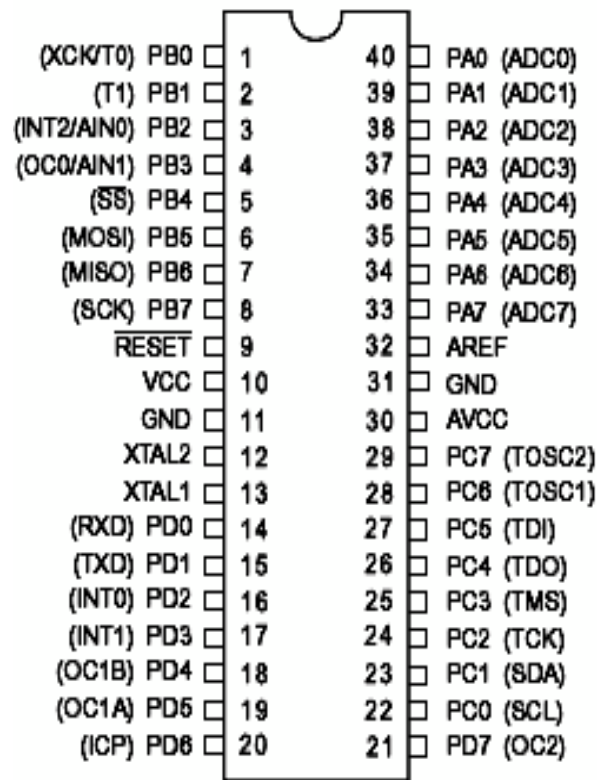 (XCK/T0) PB0 1 40 PA0 (ADC0)
(T1) PB1 2 39 PA1 (ADC1)
(INT2/AIN0) PB2 3 38 PA2 (ADC2)
(OC0/AIN1) PB3 4 37 PA3 (ADC3)
(SS) PB4 5 36 PA4 (ADC4)
(MOSI) PB5 6 35 PA5 (ADC5)
(MISO) PB6 7 34 PA6 (ADC6)
(SCK) PB7 8 33 PA7 (ADC7)
RESET 9 32 AREF
VCC 10 31 GND
GND 11 30 AVCC
XTAL2 12 29 PC7 (TOSC2)
XTAL1 13 28 PC6 (TOSC1)
(RXD) PD0 14 27 PC5 (TDI)
(TXD) PD1 15 26 PC4 (TDO)
(INT0) PD2 16 25 PC3 (TMS)
(INT1) PD3 17 24 PC2 (TCK)
(OC1B) PD4 18 23 PC1 (SDA)
(OC1A) PD5 19 22 PC0 (SCL)
(ICP) PD6 20 21 PD7 (OC2)